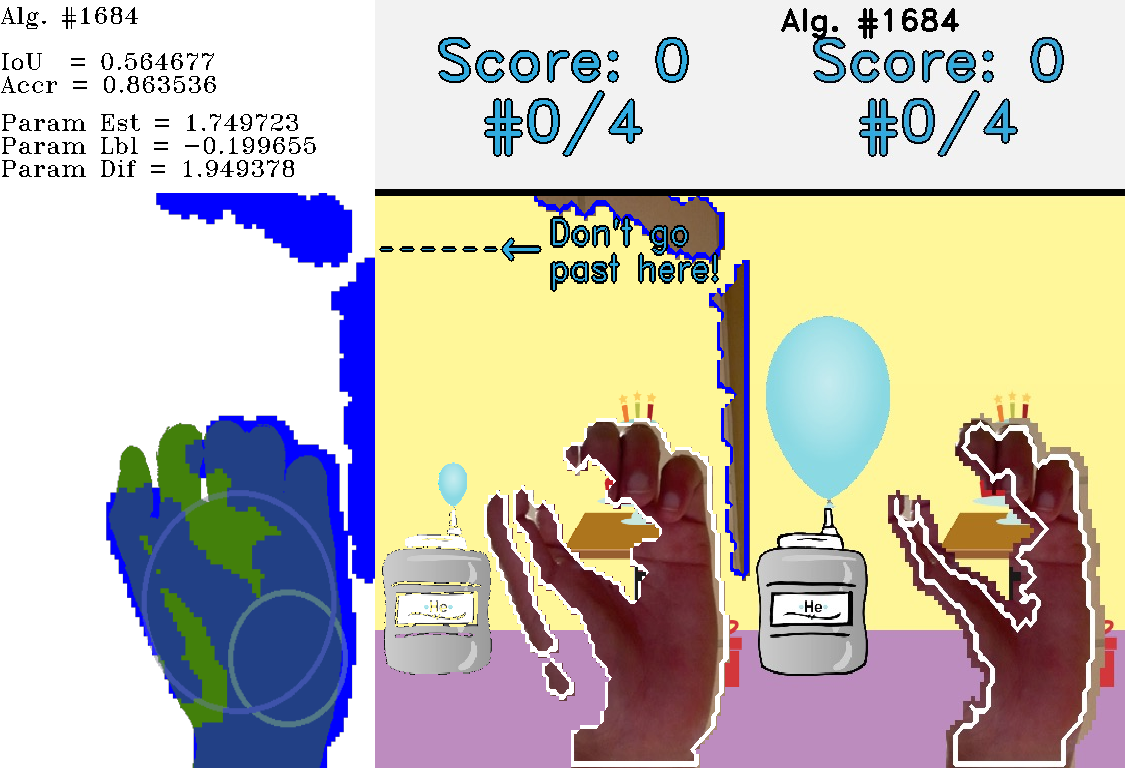 Alg. #1684
IoU = 0.564677
Accr = 0.863536
Param Est = 1.749723
Param Lbl = −0.199655
Param Dif = 1.949378
Score: 0
#0/4
Don't go
past here!
He
Alg. #1684
Score: 0
#0/4
He